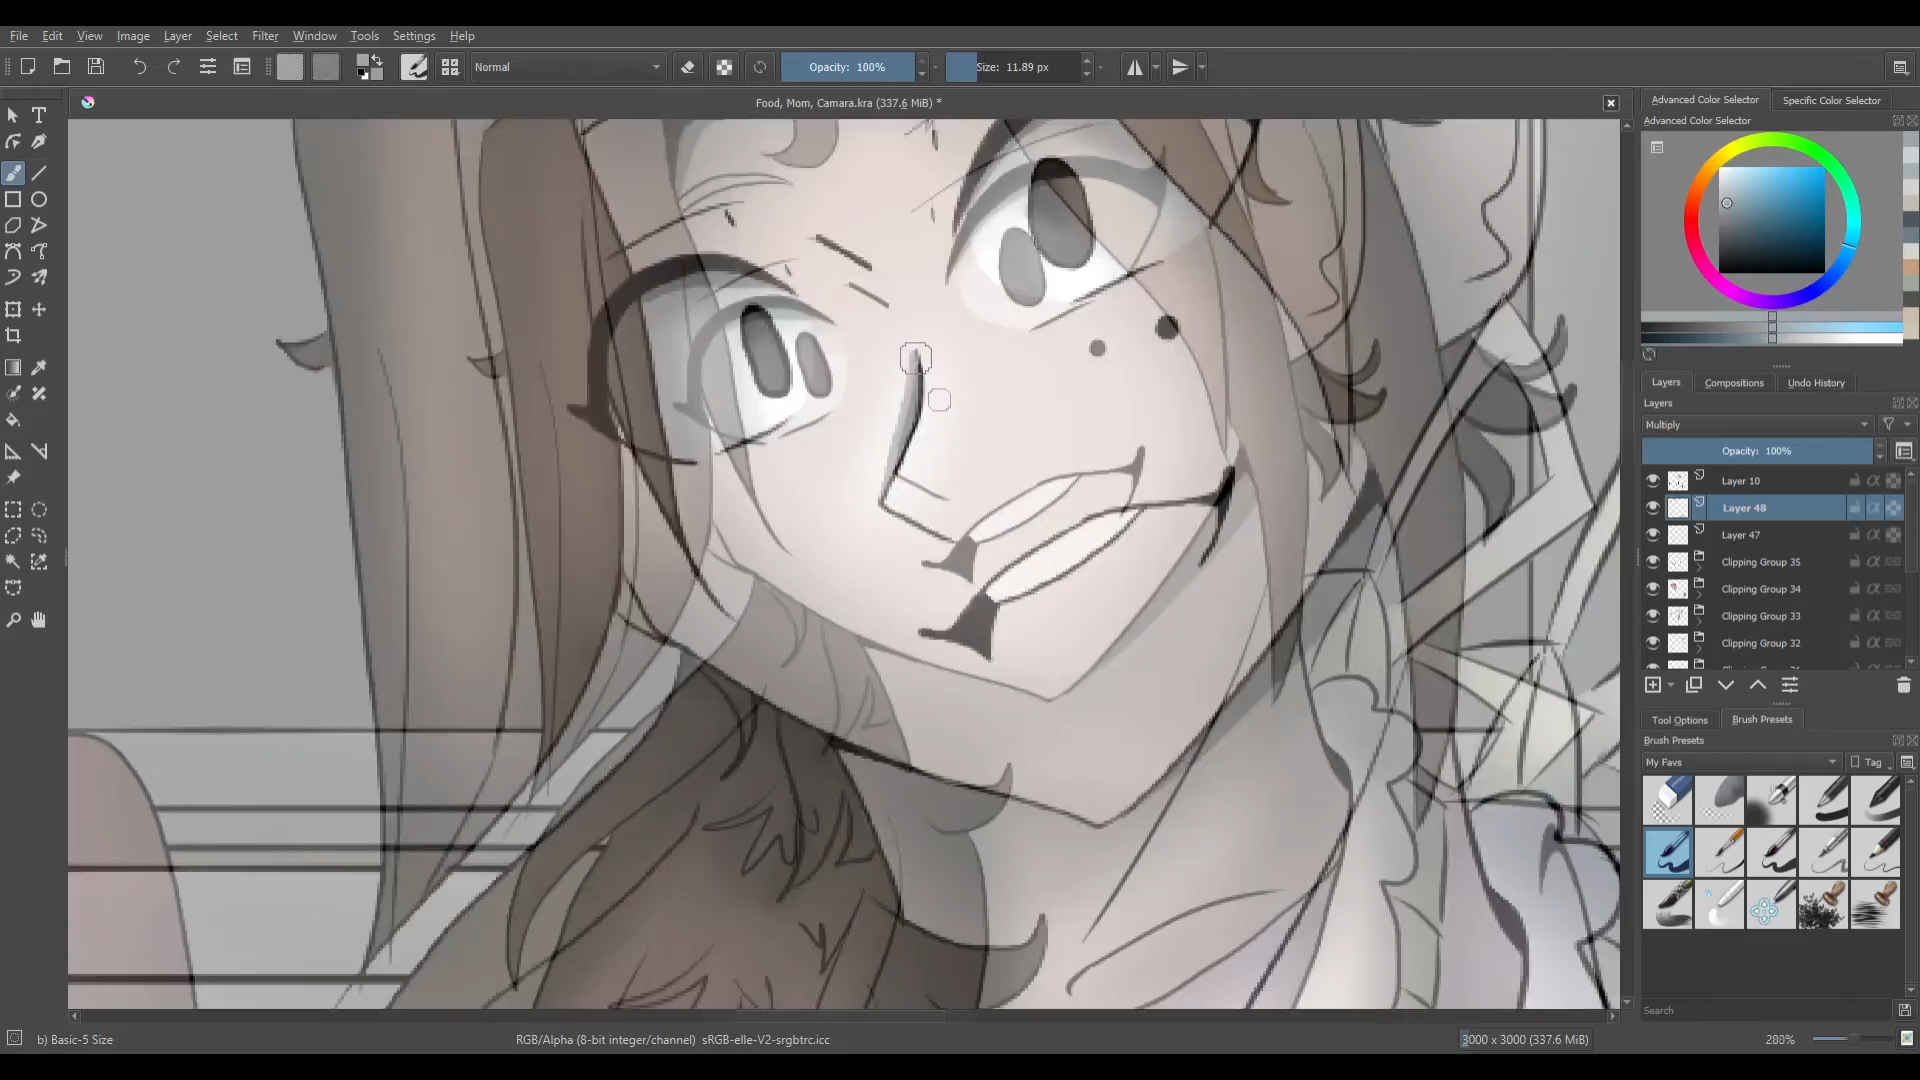 File Edit View Image Layer Select Filter Tools Settings Window Help
Normal
Opacity: 100%
Size: 11.89 px
Food, Mom, Camara.kra (337.6 MiB) *
Advanced Color Selector
Specific Color Selector
Advanced Color Selector
Layers
Compositions
Undo History
Layers
Multiply
Opacity: 100%
Layer 10
Layer 48
Layer 47
Clipping Group 35
Clipping Group 34
Clipping Group 33
Clipping Group 32
Tool Options
Brush Presets
Brush Presets
My Favs
Tag
Search
b) Basic-5 Size
RGB/Alpha (8-bit integer/channel) sRGB-elle-V2-srgbtrc.icc
3000 x 3000 (337.6 MiB)